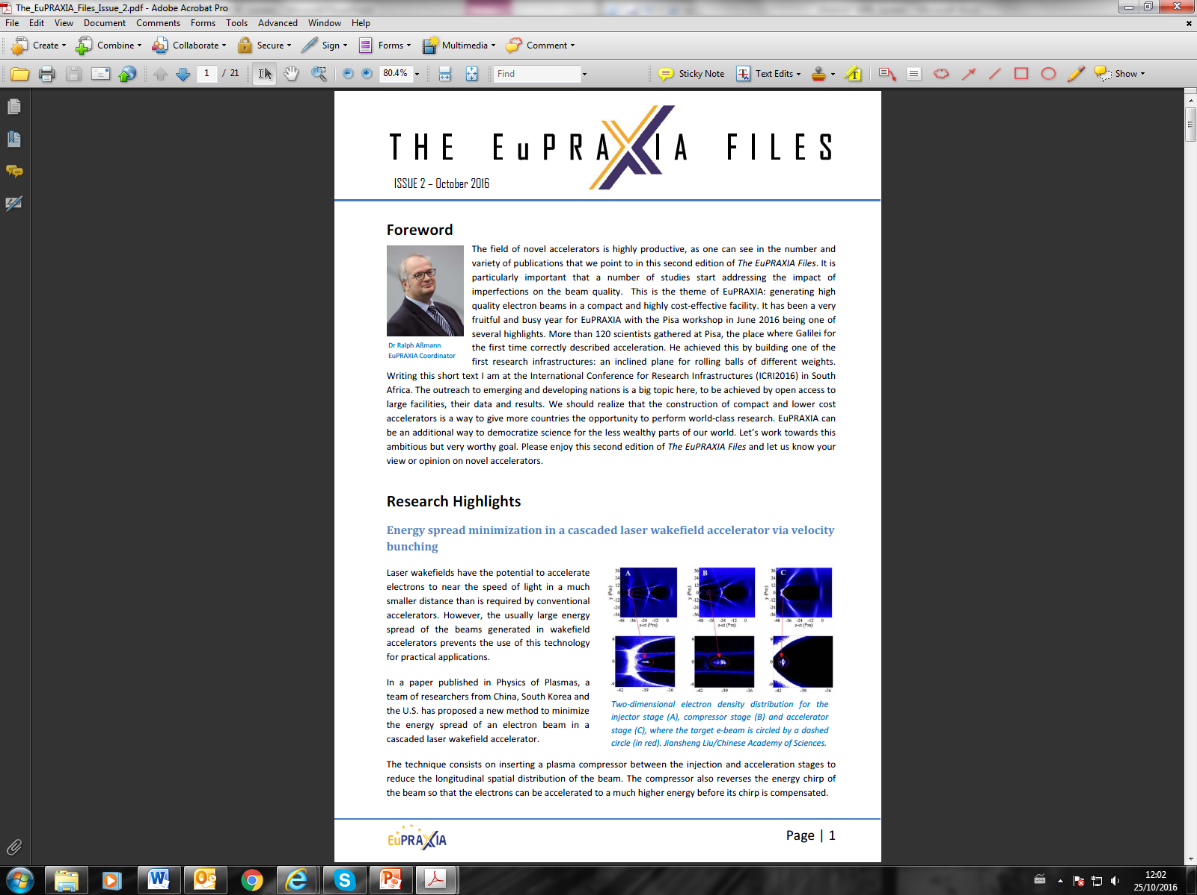 The_EuPRAXIA_Files_Issue_2.pdf - Adobe Acrobat Pro
File Edit View Document Comments Forms Tools Advanced Window Help
Create Combine Collaborate Secure Sign Forms Multimedia Comment
1 / 21 80.4% Find Sticky Note Text Edits Show
THE EuPRAXIA FILES
ISSUE 2 – October 2016
Foreword
The field of novel accelerators is highly productive, as one can see in the number and
variety of publications that we point to in this second edition of The EuPRAXIA Files. It is
particularly important that a number of studies start addressing the impact of
imperfections on the beam quality. This is the theme of EuPRAXIA: generating high
quality electron beams in a compact and highly cost-effective facility. It has been a very
fruitful and busy year for EuPRAXIA with the Pisa workshop in June 2016 being one of
several highlights. More than 120 scientists gathered at Pisa, the place where Galilei for
the first time correctly described acceleration. He achieved this by building one of the
first research infrastructures: an inclined plane for rolling balls of different weights.
Dr Ralph Aßmann
EuPRAXIA Coordinator
Writing this short text I am at the International Conference for Research Infrastructures (ICRI2016) in South
Africa. The outreach to emerging and developing nations is a big topic here, to be achieved by open access to
large facilities, their data and results. We should realize that the construction of compact and lower cost
accelerators is a way to give more countries the opportunity to perform world-class research. EuPRAXIA can
be an additional way to democratize science for the less wealthy parts of our world. Let's work towards this
ambitious but very worthy goal. Please enjoy this second edition of The EuPRAXIA Files and let us know your
view or opinion on novel accelerators.
Research Highlights
Energy spread minimization in a cascaded laser wakefield accelerator via velocity
bunching
Laser wakefields have the potential to accelerate
electrons to near the speed of light in a much
smaller distance than is required by conventional
accelerators. However, the usually large energy
spread of the beams generated in wakefield
accelerators prevents the use of this technology
for practical applications.
In a paper published in Physics of Plasmas, a
team of researchers from China, South Korea and
the U.S. has proposed a new method to minimize
the energy spread of an electron beam in a
cascaded laser wakefield accelerator.
A B C
Two-dimensional electron density distribution for the
injector stage (A), compressor stage (B) and accelerator
stage (C), where the target e-beam is circled by a dashed
circle (in red). Jiansheng Liu/Chinese Academy of Sciences.
The technique consists on inserting a plasma compressor between the injection and acceleration stages to
reduce the longitudinal spatial distribution of the beam. The compressor also reverses the energy chirp of
the beam so that the electrons can be accelerated to a much higher energy before its chirp is compensated.
EuPRAXIA
Page | 1
12:02
25/10/2016